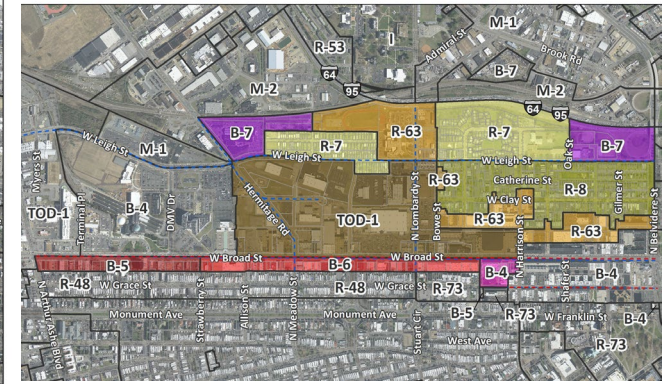 M-1
R-53
I
Admiral St
Brook Rd
64
B-7
95
M-2
M-2
64
95
B-7
R-63
R-7
B-7
W Leigh St
M-1
R-7
W Leigh St
W Leigh St
Oak St
Myers St
R-63
Catherine St
R-8
Gilmer St
N Belvidere St
TOD-1
Terminal Pl
B-4
DMV Dr
Hermitage Rd
TOD-1
N Lombardy St
Bowe St
W Clay St
R-63
R-63
N Harrison St
W Broad St
W Broad St
B-5
B-6
B-4
Shafer St
B-4
R-48
W Grace St
R-48
W Grace St
R-73
N Arthur Ashe Blvd
Strawberry St
Allison St
N Meadow St
Stuart Cir
Monument Ave
Monument Ave
B-5
R-73
W Franklin St
B-4
West Ave
R-73